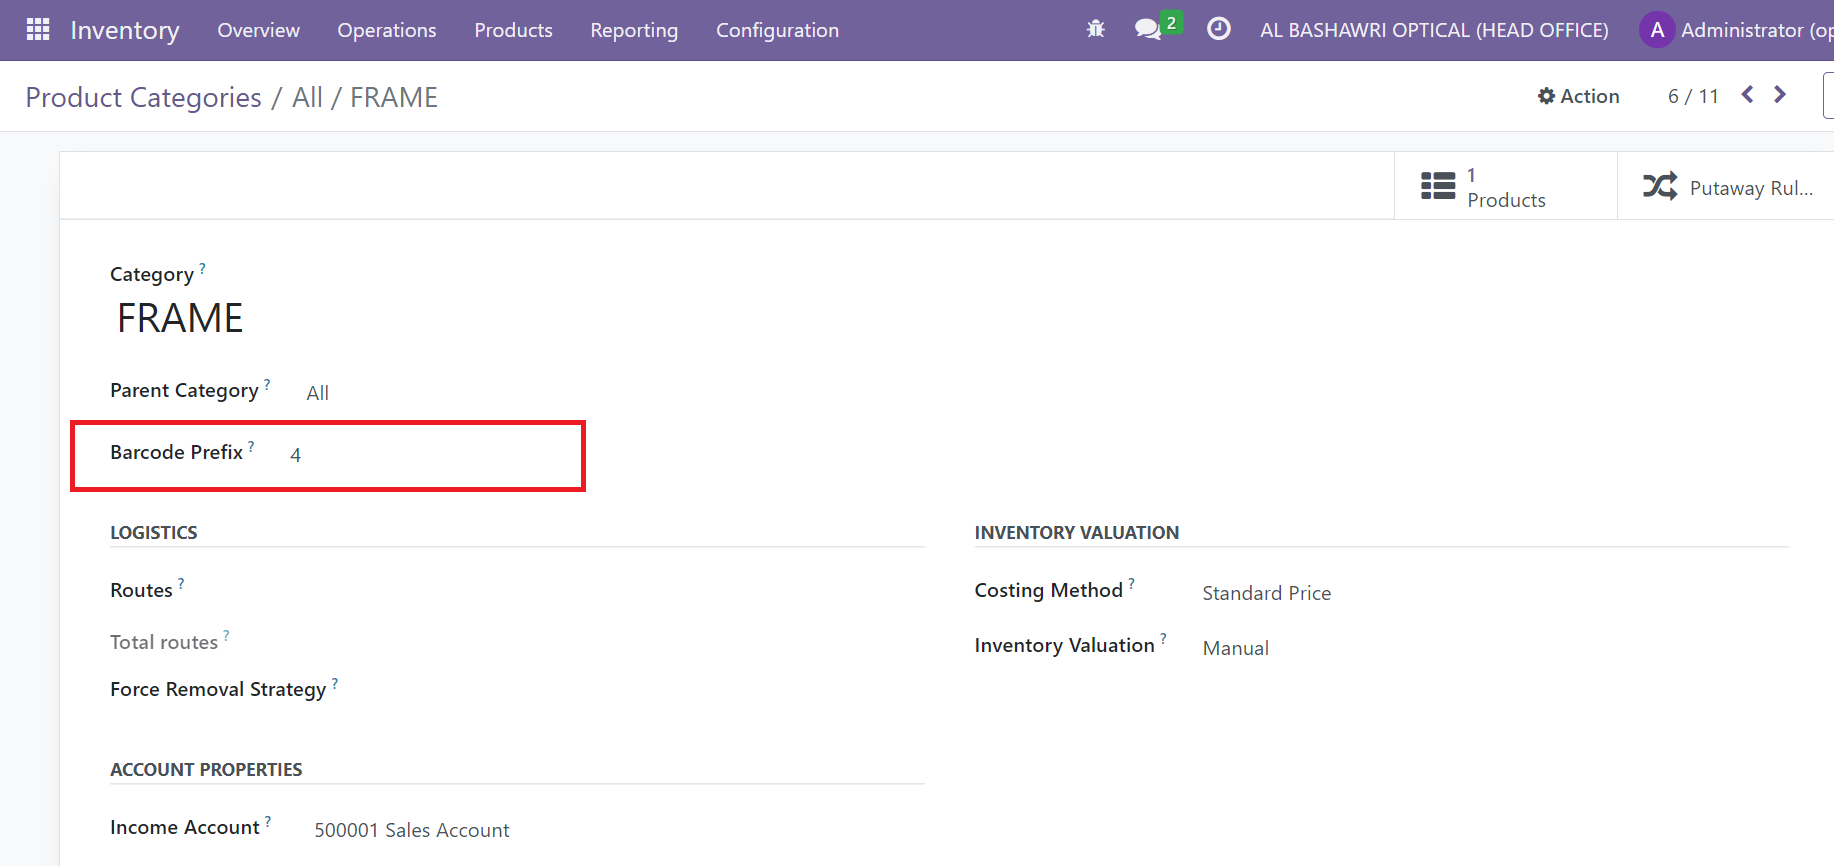 Inventory Overview Operations Products Reporting Configuration 2 AL BASHAWRI OPTICAL (HEAD OFFICE) A Administrator (op
Product Categories / All / FRAME Action 6 / 11
1 Products Putaway Rul...
Category ?
FRAME
Parent Category ? All
Barcode Prefix ? 4
LOGISTICS INVENTORY VALUATION
Routes ? Costing Method ? Standard Price
Total routes ? Inventory Valuation ? Manual
Force Removal Strategy ?
ACCOUNT PROPERTIES
Income Account ? 500001 Sales Account